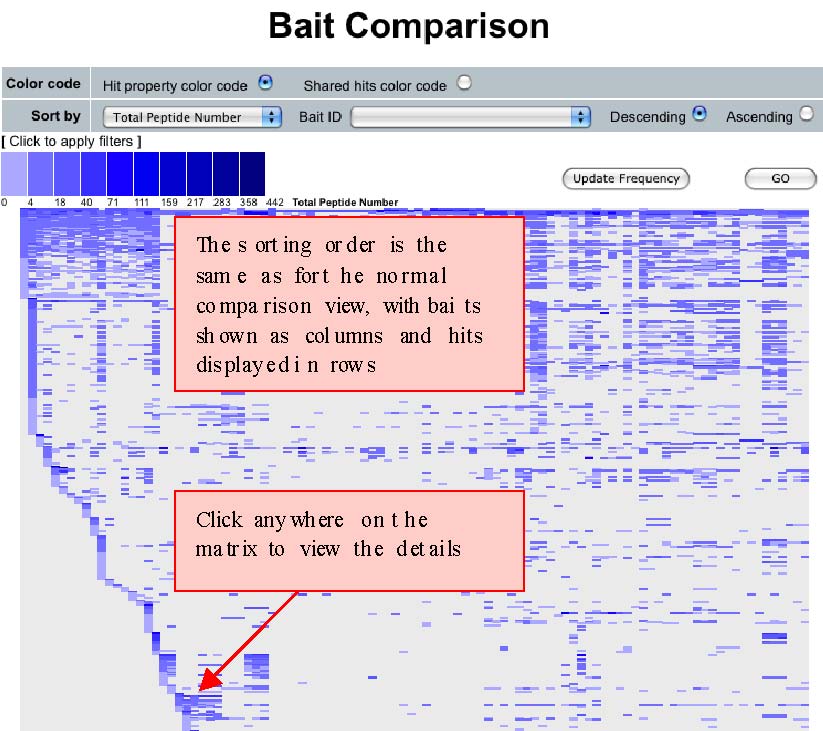 Bait Comparison
Color code Hit property color code Shared hits color code
Sort by Total Peptide Number Bait ID Descending Ascending
[ Click to apply filters ]
Update Frequency GO
0 4 18 40 71 111 159 217 283 358 442 Total Peptide Number
The sorting order is the
same as for the normal
comparison view, with baits
shown as columns and hits
displayed in rows
Click anywhere on the
matrix to view the details